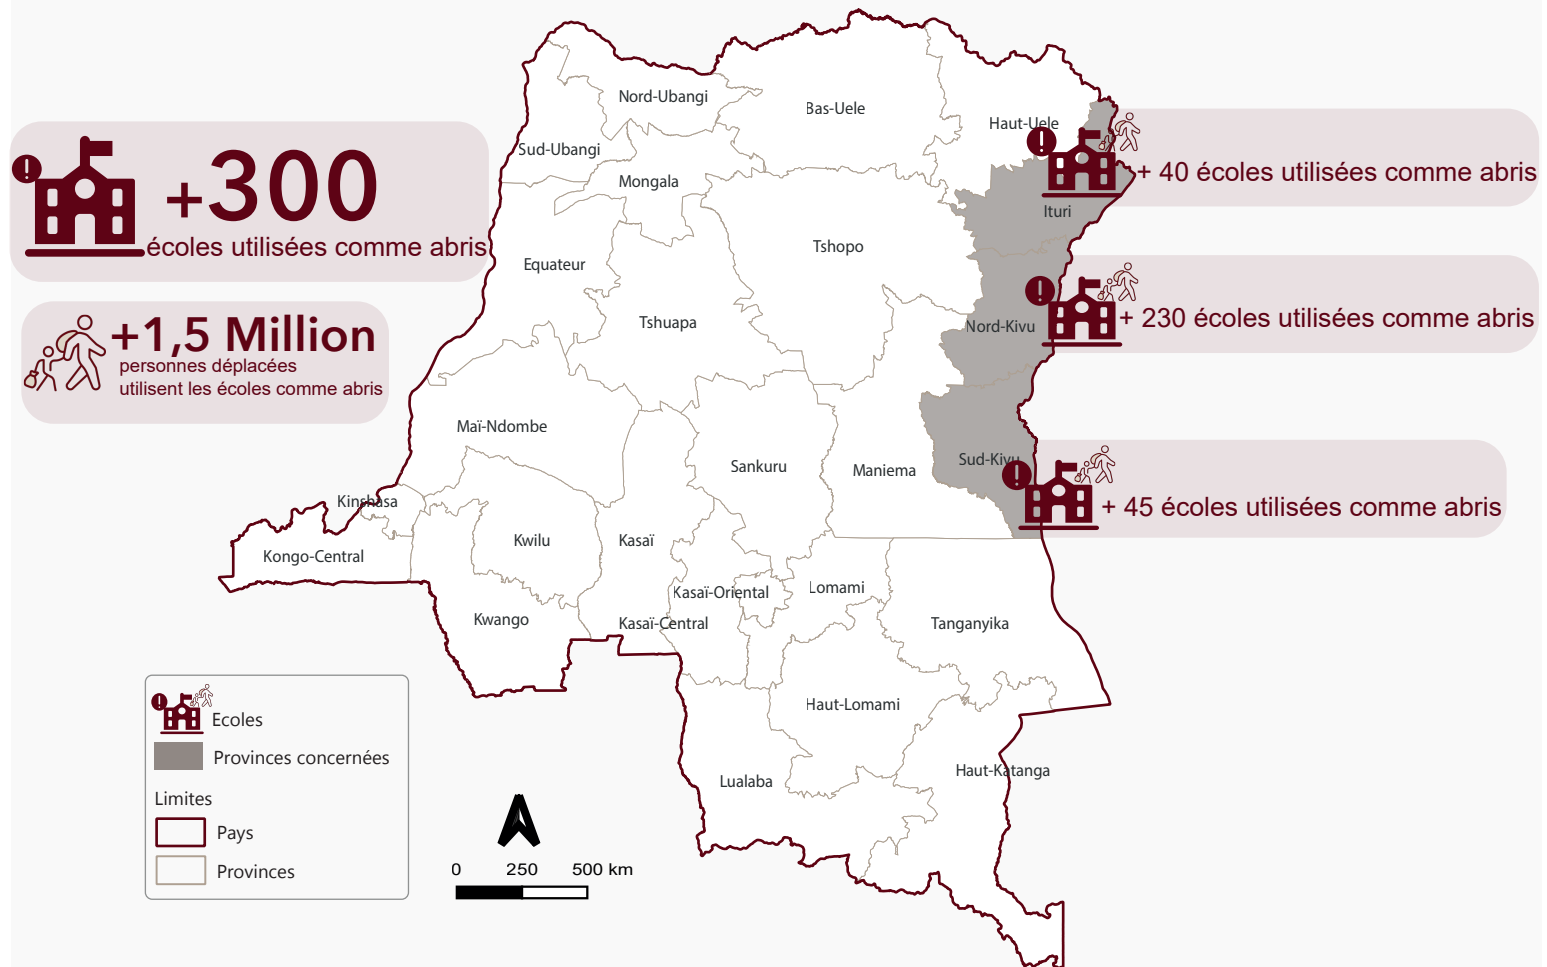 +300
écoles utilisées comme abris
+1,5 Million
personnes déplacées
utilisent les écoles comme abris
Nord-Ubangi
Bas-Uele
Haut-Uele
Sud-Ubangi
Mongala
+ 40 écoles utilisées comme abris
Ituri
Tshopo
Equateur
Tshuapa
Nord-Kivu
+ 230 écoles utilisées comme abris
Maï-Ndombe
Sankuru
Maniema
Sud-Kivu
+ 45 écoles utilisées comme abris
Kinshasa
Kongo-Central
Kwilu
Kasaï
Kasaï-Oriental
Lomami
Kwango
Kasaï-Central
Tanganyika
Haut-Lomami
Lualaba
Haut-Katanga
Ecoles
Provinces concernées
Limites
Pays
Provinces
0 250 500 km